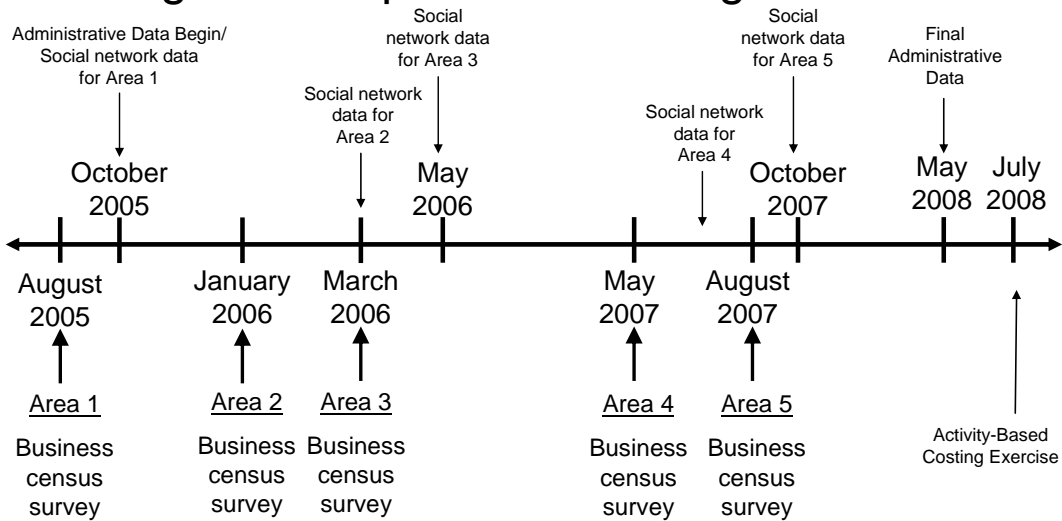 Administrative Data Begin/
Social network data
for Area 1
Social network data for
Area 2
Social
network data
for Area 3
Social network
data for
Area 4
Social
network data
for Area 5
Final
Administrative
Data
October
2005
May
2006
October
2007
May
2008
July
2008
August
2005
January
2006
March
2006
May
2007
August
2007
Area 1
Business
census
survey
Area 2
Business
census
survey
Area 3
Business
census
survey
Area 4
Business
census
survey
Area 5
Business
census
survey
Activity-Based
Costing Exercise